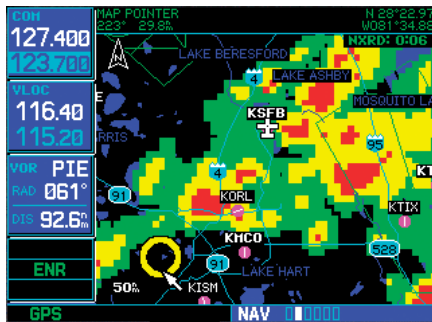 COM
127.400
123.700
VLOC
116.40
115.20
VOR PIE
RAD 061°
DIS 92.6nm
ENR
GPS
MAP POINTER
223° 29.8nm
N 28°22.97
W081°34.88
NXRD: 0:06
LAKE BERESFORD
4
LAKE ASHBY
MOSQUITO LA
KSFB
E
RRIS
95
4
KT
91
KORL
KTIX
KMCO
528
91
LAKE HART
50nm
KISM
NAV